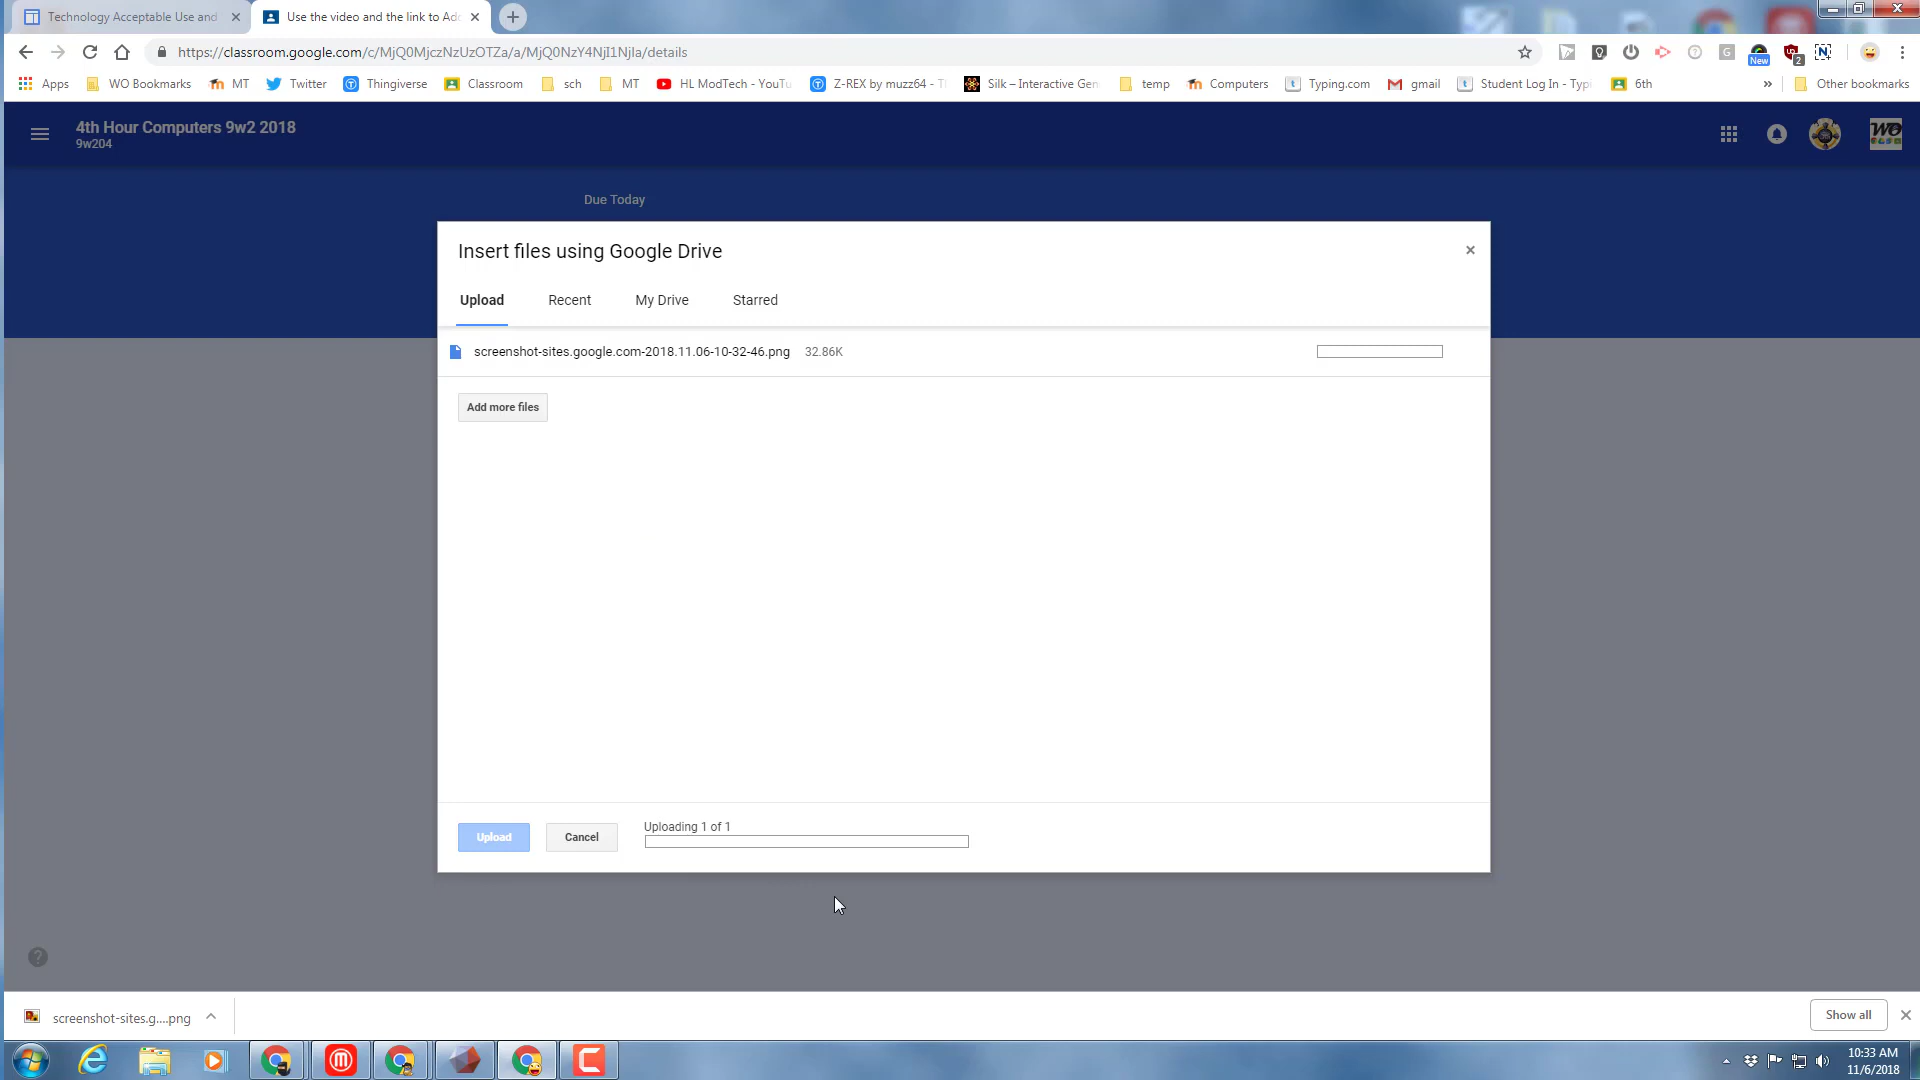 Technology Acceptable Use and
Use the video and the link to Ad
https://classroom.google.com/c/MjQ0MjczNzUzOTZa/a/MjQ0NzY4NjI1NjIa/details
Apps
WO Bookmarks
MT
Twitter
Thingiverse
Classroom
sch
MT
HL ModTech - YouTu
Z-REX by muzz64 - T
Silk – Interactive Gen
temp
Computers
Typing.com
gmail
Student Log In - Typi
6th
»
Other bookmarks
New
2
4th Hour Computers 9w2 2018
9w204
WO
Due Today
Insert files using Google Drive
Upload
Recent
My Drive
Starred
screenshot-sites.google.com-2018.11.06-10-32-46.png 32.86K
Add more files
Upload
Cancel
Uploading 1 of 1
screenshot-sites.g....png
Show all
10:33 AM
11/6/2018